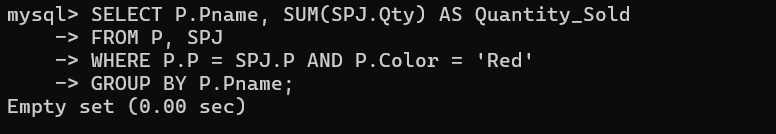 mysql> SELECT P.Pname, SUM(SPJ.Qty) AS Quantity_Sold
    -> FROM P, SPJ
    -> WHERE P.P = SPJ.P AND P.Color = 'Red'
    -> GROUP BY P.Pname;
Empty set (0.00 sec)